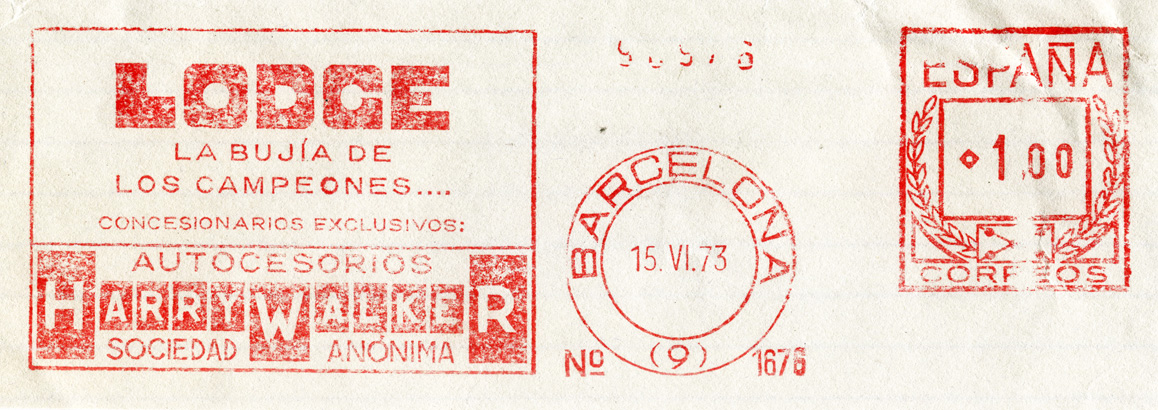 LODGE
LA BUJÍA DE
LOS CAMPEONES....
CONCESIONARIOS EXCLUSIVOS:
AUTOCESORIOS
HARRY WALKER
SOCIEDAD ANÓNIMA
BARCELONA
15.VI.73
(9)
Nº 1676
ESPAÑA
1,00
CORREOS